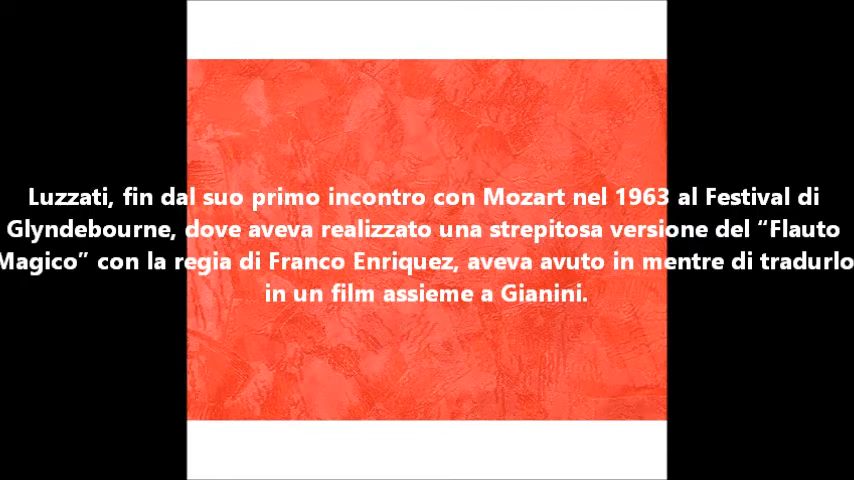 Luzzati, fin dal suo primo incontro con Mozart nel 1963 al Festival di
Glyndebourne, dove aveva realizzato una strepitosa versione del “Flauto
Magico” con la regia di Franco Enriquez, aveva avuto in mentre di tradurlo
in un film assieme a Gianini.